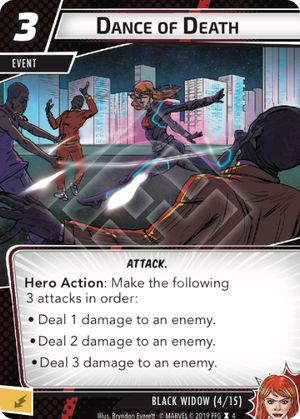 3
DANCE OF DEATH
EVENT
ATTACK.
Hero Action: Make the following
3 attacks in order:
• Deal 1 damage to an enemy.
• Deal 2 damage to an enemy.
• Deal 3 damage to an enemy.
BLACK WIDOW (4/15)
Illus. Bryndon Everett © MARVEL © 2019 FFG 4